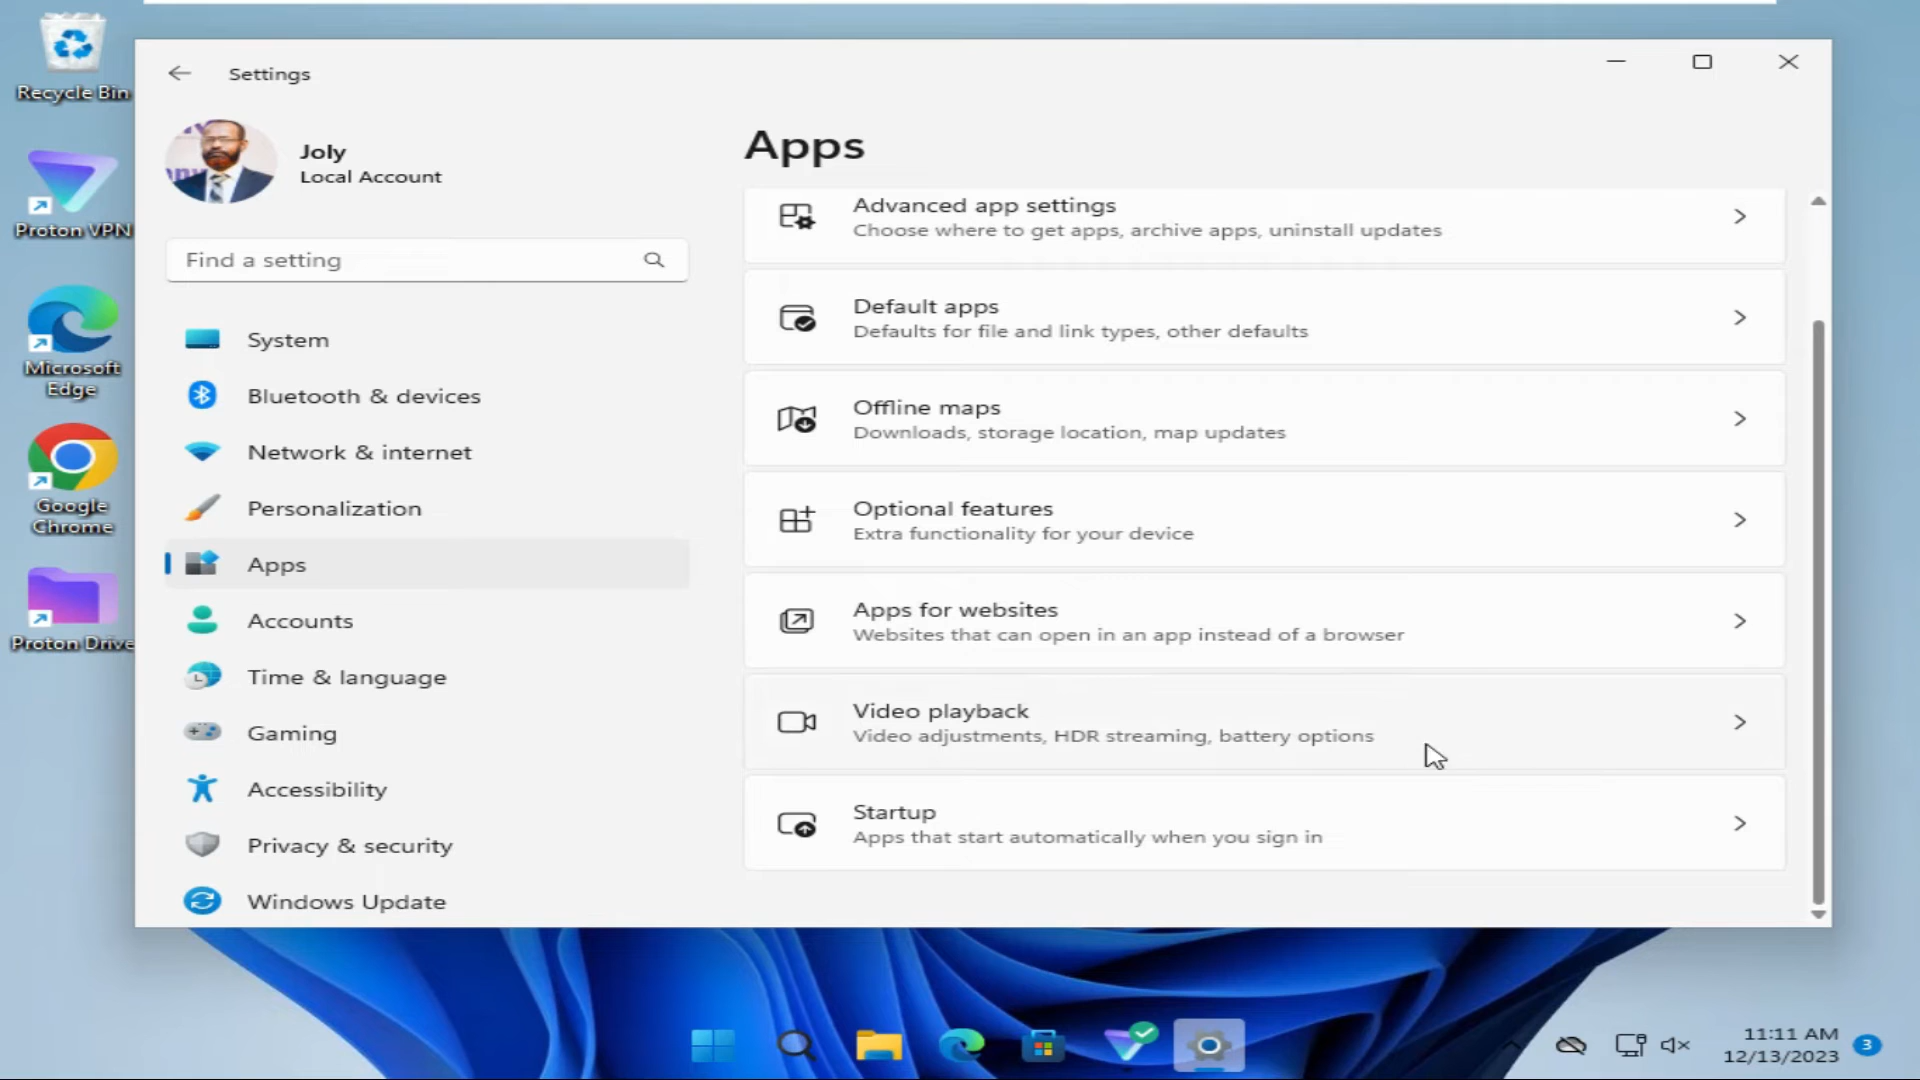 Recycle Bin
Proton VPN
Microsoft
Edge
Google
Chrome
Proton Drive
Settings
Joly
Local Account
Find a setting
System
Bluetooth & devices
Network & internet
Personalization
Apps
Accounts
Time & language
Gaming
Accessibility
Privacy & security
Windows Update
Apps
Advanced app settings
Choose where to get apps, archive apps, uninstall updates
Default apps
Defaults for file and link types, other defaults
Offline maps
Downloads, storage location, map updates
Optional features
Extra functionality for your device
Apps for websites
Websites that can open in an app instead of a browser
Video playback
Video adjustments, HDR streaming, battery options
Startup
Apps that start automatically when you sign in
11:11 AM
12/13/2023
3